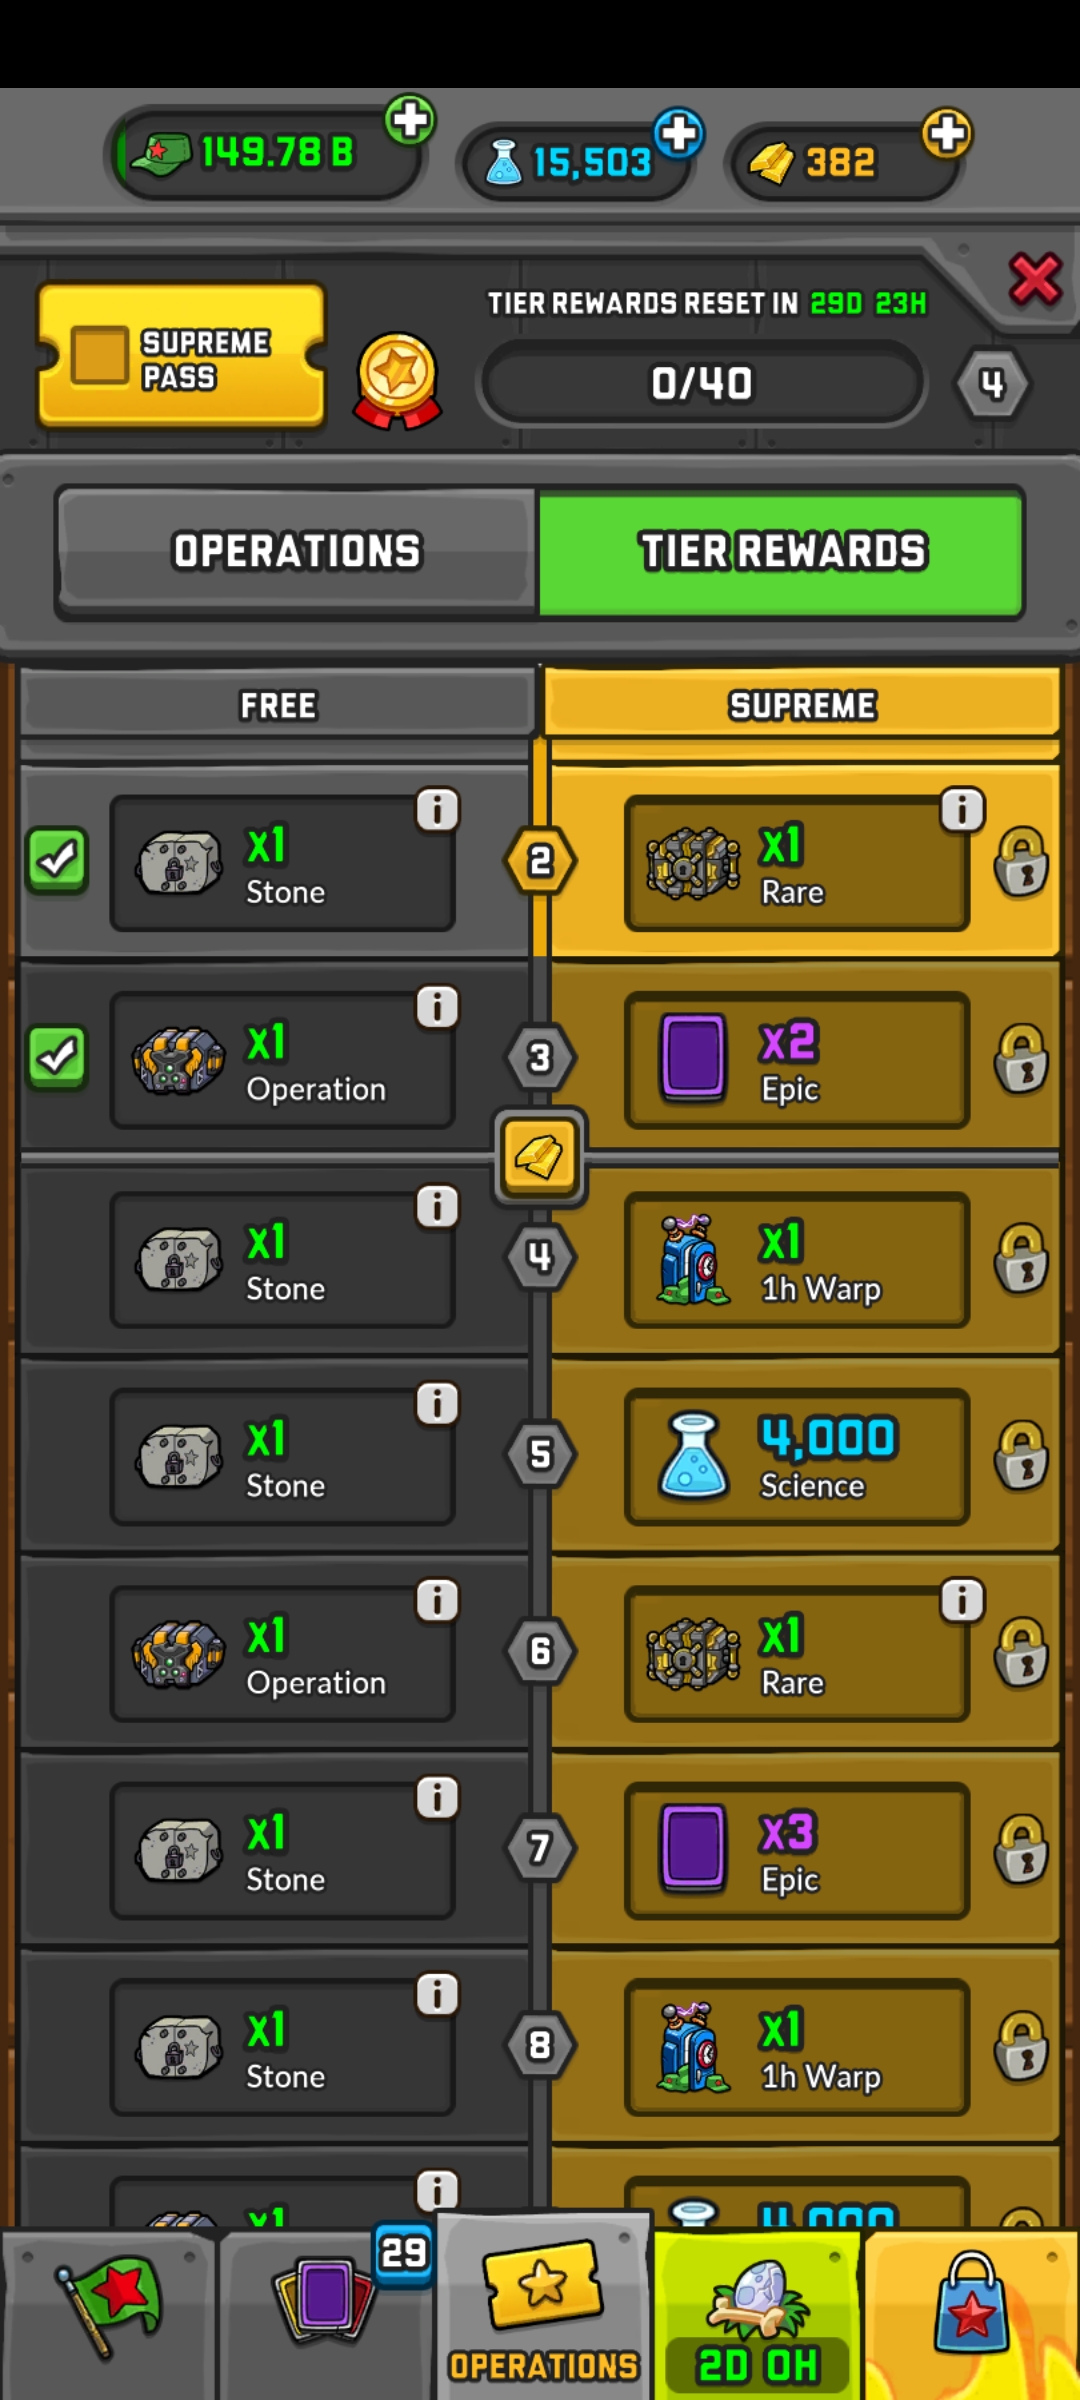 149.78 B
15,503
382
TIER REWARDS RESET IN 29D 23H
SUPREME
PASS
0/40
4
OPERATIONS
TIER REWARDS
FREE
SUPREME
x1
Stone
2
x1
Rare
x1
Operation
3
x2
Epic
x1
Stone
4
x1
1h Warp
x1
Stone
5
4,000
Science
x1
Operation
6
x1
Rare
x1
Stone
7
x3
Epic
x1
Stone
8
x1
1h Warp
x1
4,000
29
OPERATIONS
2D 0H